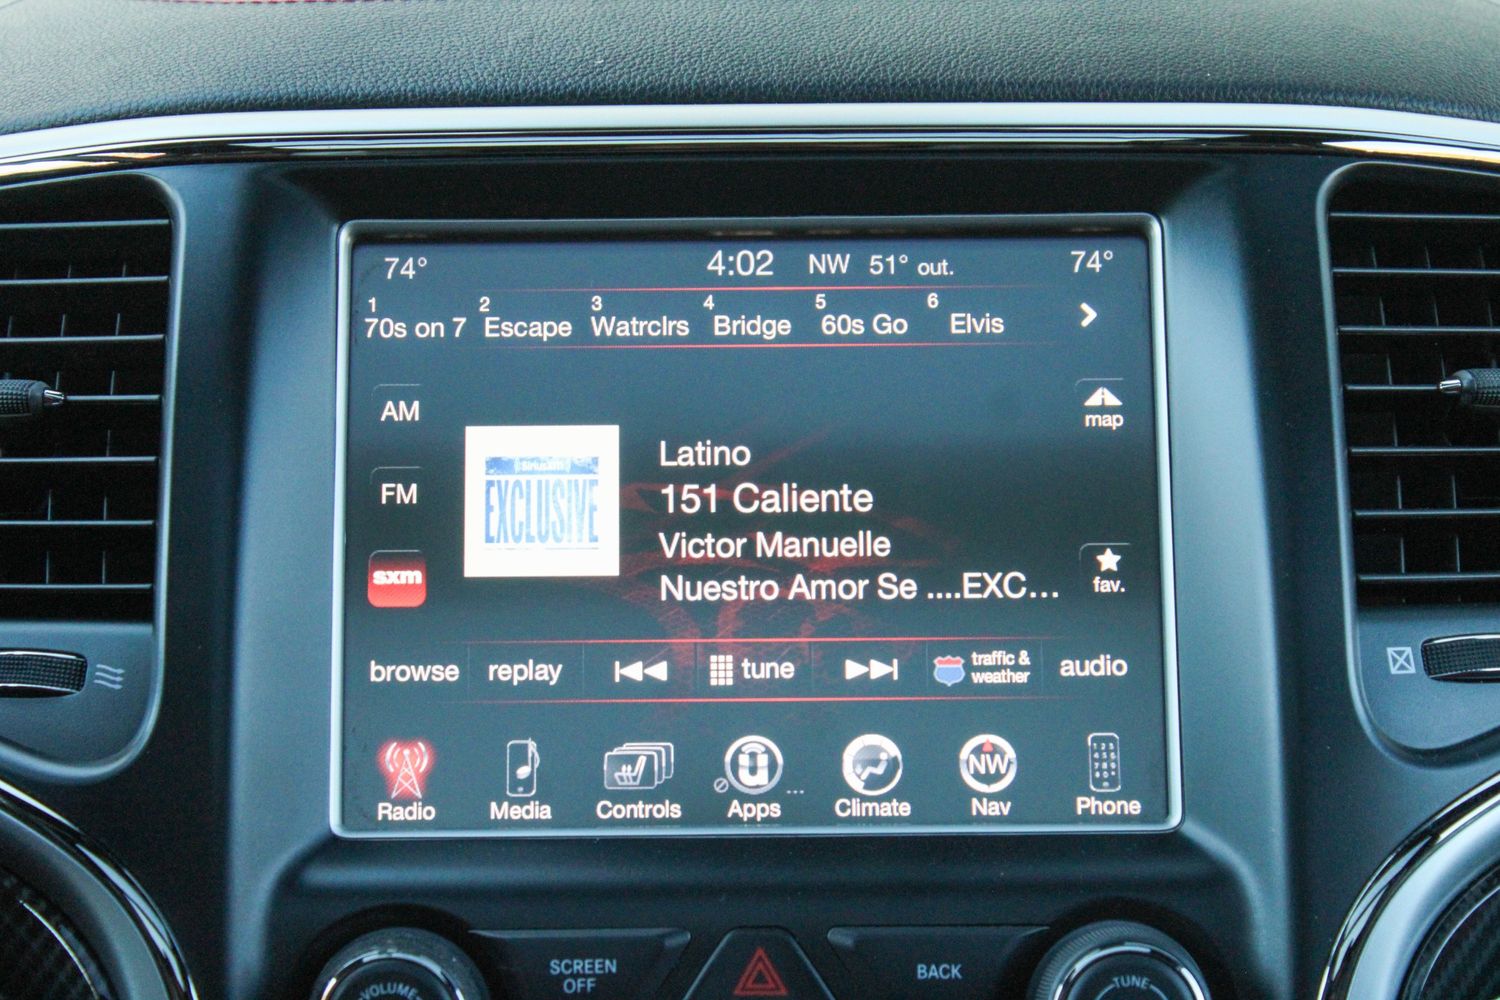 74° 4:02 NW 51° out. 74°
1 2 3 4 5 6
70s on 7 Escape Watrclrs Bridge 60s Go Elvis
AM
map
Latino
(((SiriusXM)))
EXCLUSIVE
151 Caliente
FM
Victor Manuelle
sxm
Nuestro Amor Se ....EXC...
fav.
browse replay tune traffic & weather audio
NW
Radio Media Controls Apps Climate Nav Phone
SCREEN OFF
BACK
VOLUME
TUNE